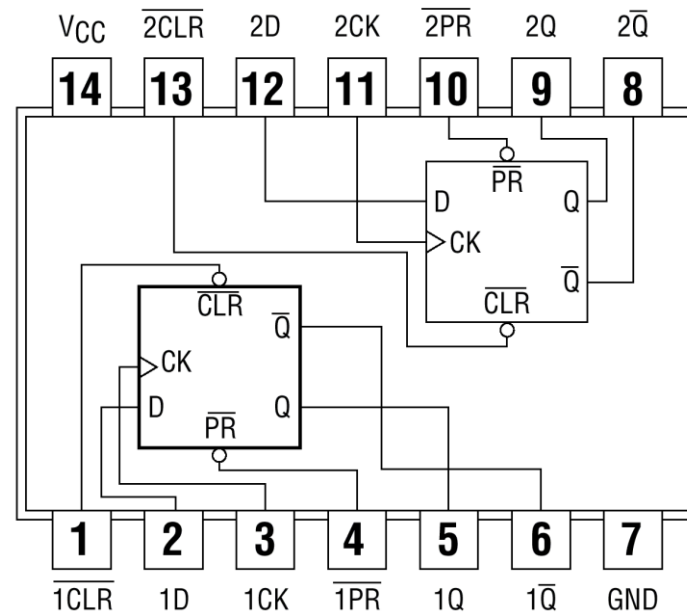 VCC 2CLR 2D 2CK 2PR 2Q 2Q̅
14 13 12 11 10 9 8
PR
D Q
CK
Q̅
CLR
CLR
Q̅
CK
D Q
PR
1 2 3 4 5 6 7
1CLR 1D 1CK 1PR 1Q 1Q̅ GND